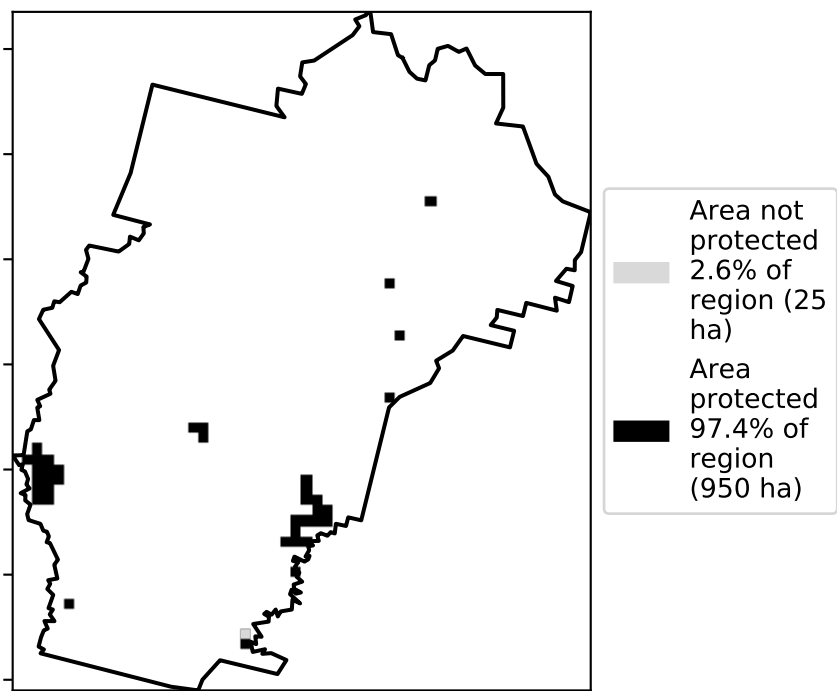 Area not
protected
2.6% of
region (25
ha)
Area
protected
97.4% of
region
(950 ha)